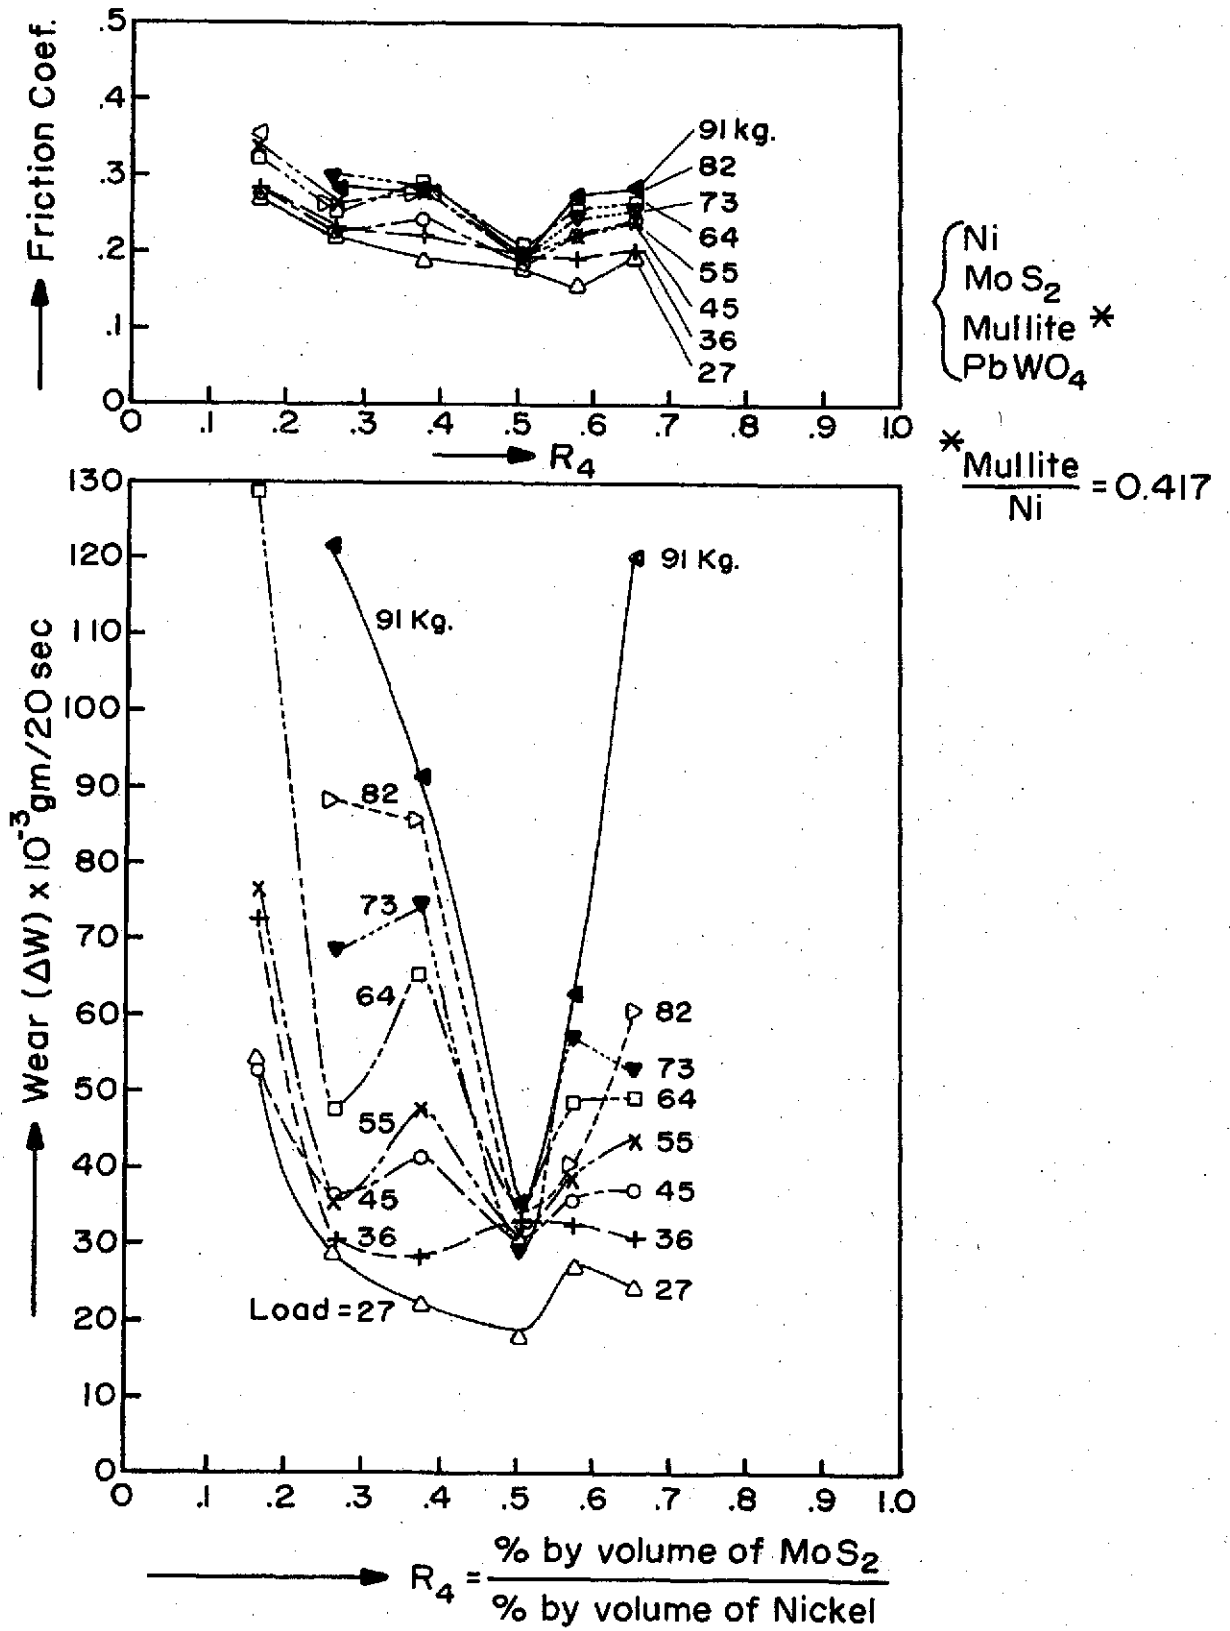 Friction Coef.
.5
.4
.3
.2
.1
0
0 .1 .2 .3 .4 .5 .6 .7 .8 .9 1.0
R₄
91 kg.
82
73
64
55
45
36
27
Ni
MoS₂
Mullite *
PbWO₄
*Mullite
Ni
= 0.417
Wear (ΔW) x 10⁻³ gm/20 sec
130
120
110
100
90
80
70
60
50
40
30
20
10
0
0 .1 .2 .3 .4 .5 .6 .7 .8 .9 1.0
91 Kg.
82
73
64
55
45
36
Load = 27
91 Kg.
82
73
64
55
45
36
27
R₄ =
% by volume of MoS₂
% by volume of Nickel